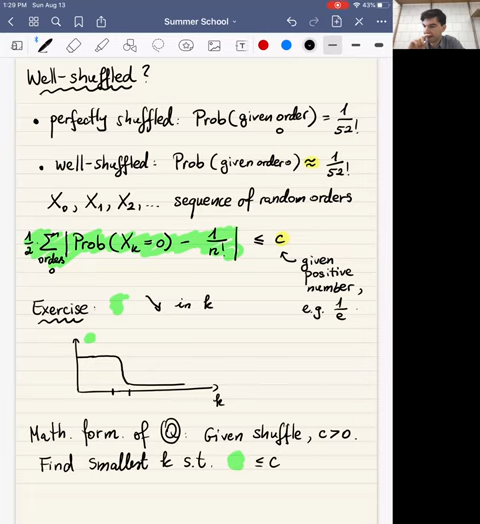 1:29 PM Sun Aug 13
43%
Summer School
Well-shuffled?
• perfectly shuffled: Prob(given order o) = 1/52!
• well-shuffled: Prob(given order o) ≈ 1/52!
X₀, X₁, X₂, ... sequence of random orders
1/2 · ∑ orders o |Prob(Xₖ = o) - 1/n!| ≤ c
given
positive
number,
e.g. 1/e
Exercise: ↘ in k
k
Math. form. of Q: Given shuffle, c>0.
Find smallest k s.t. ≤ c